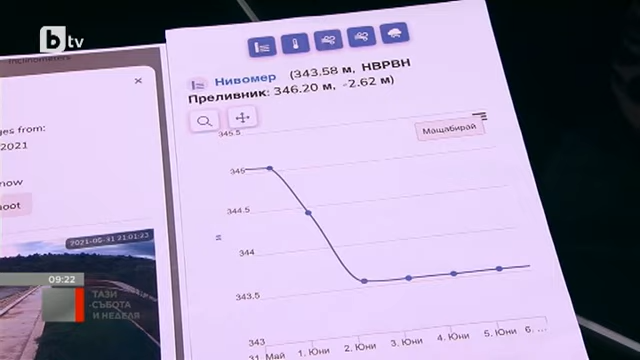 btv
inclinometers
×
ges from:
2021
now
hoot
2021-05-31 21:01:23
Нивомер (343.58 м, НВРВН
Преливник: 346.20 м, -2.62 м)
Мащабирай
345.5
345
344.5
344
343.5
343
м
31. Май
1. Юни
2. Юни
3. Юни
4. Юни
5. Юни
6. ...
09:22
ТАЗИ
СЪБОТА
И НЕДЕЛЯ